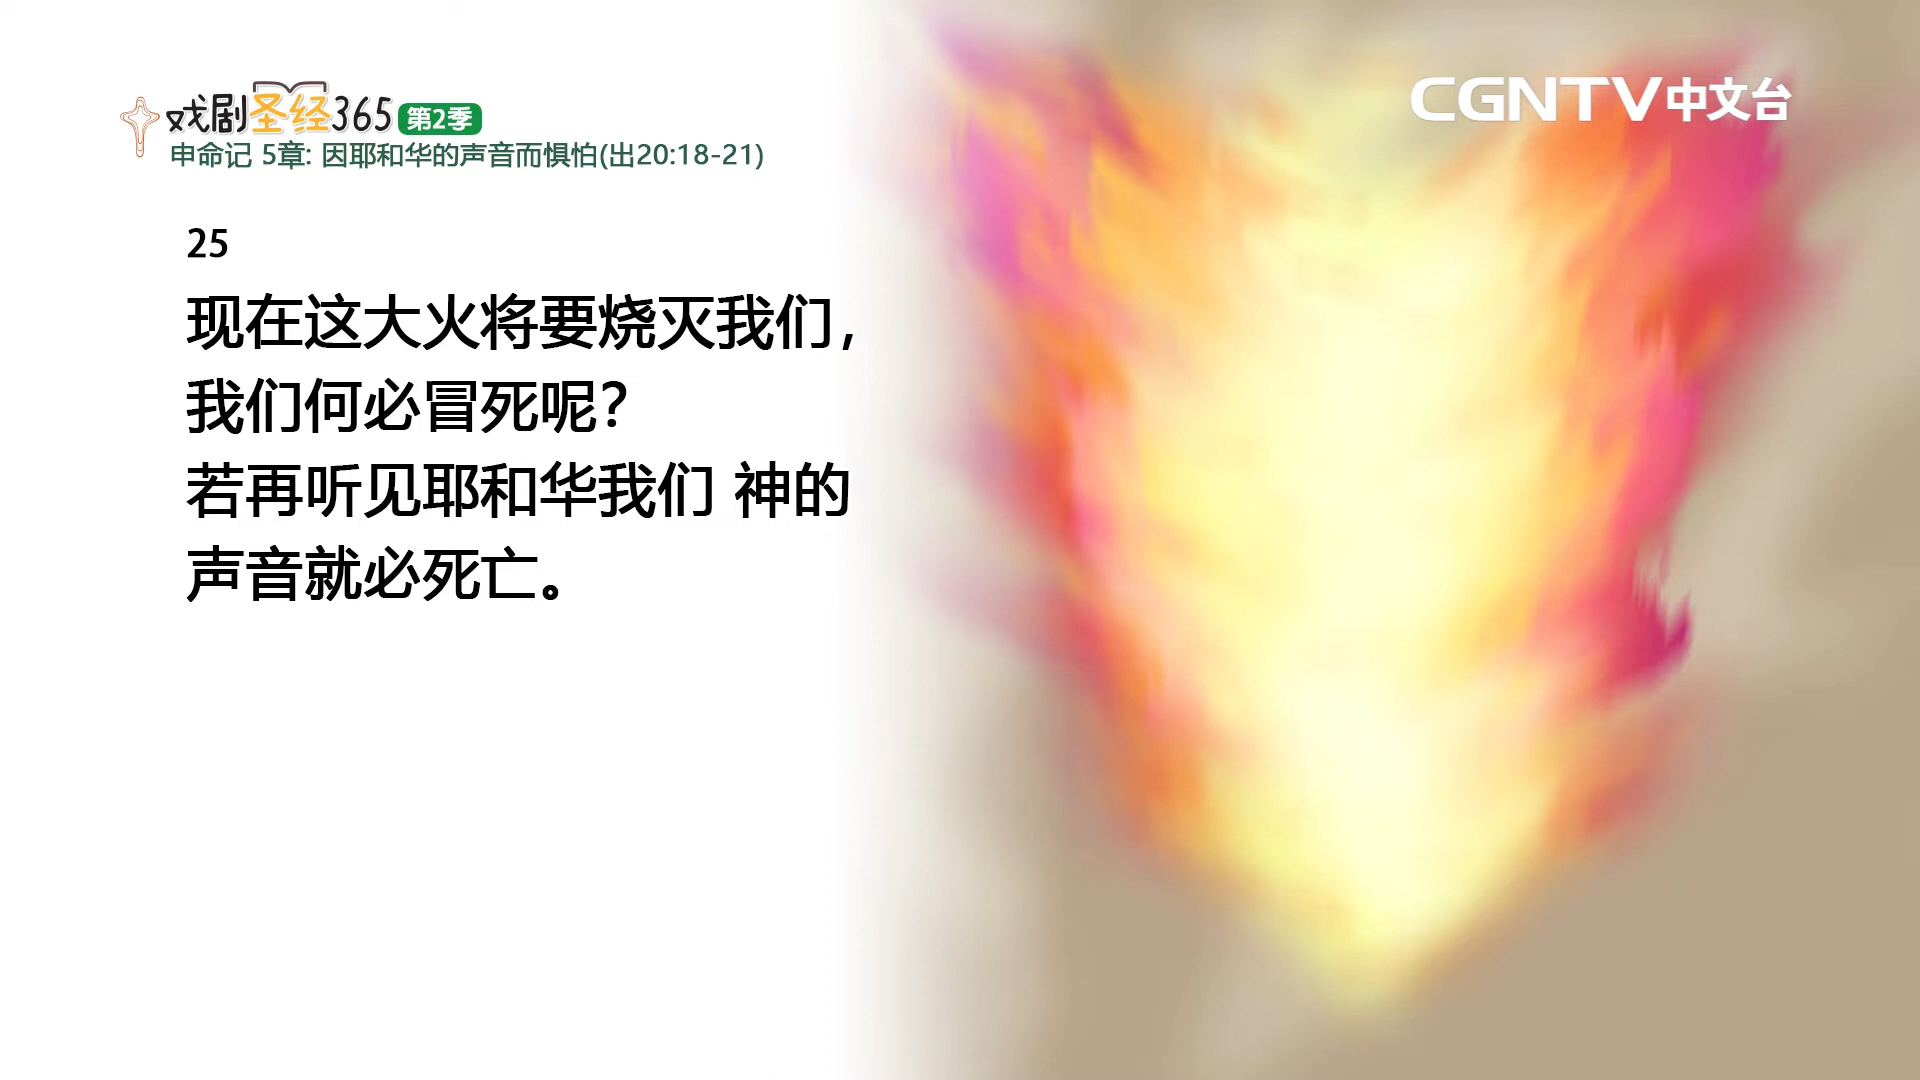 戏剧圣经365 第2季
CGNTV中文台
申命记 5章: 因耶和华的声音而惧怕(出20:18-21)
25
现在这大火将要烧灭我们，
我们何必冒死呢？
若再听见耶和华我们 神的
声音就必死亡。